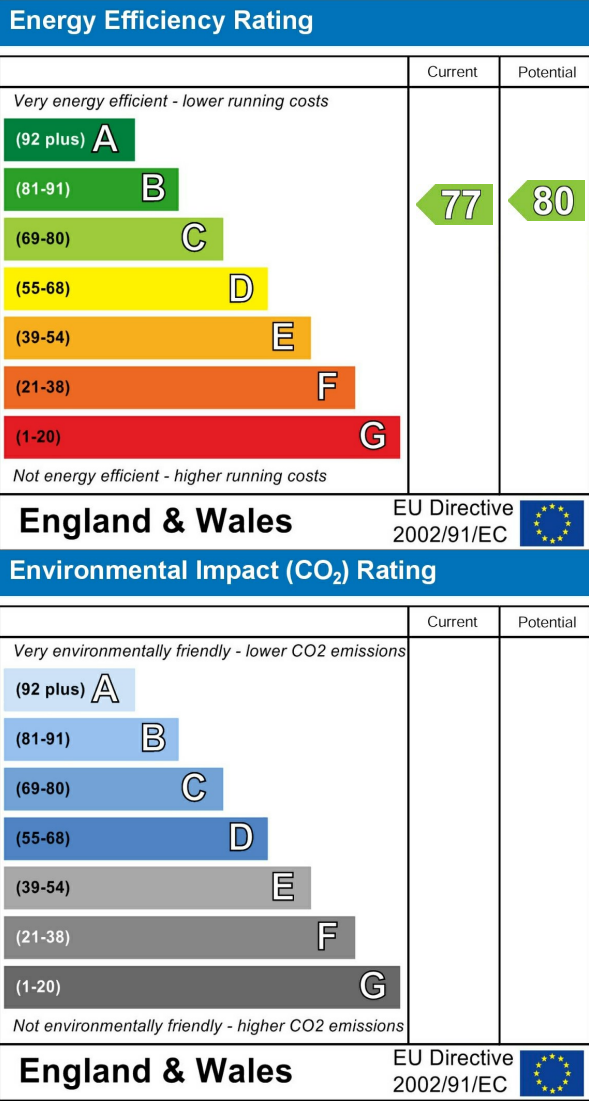 Energy Efficiency Rating
Current Potential
Very energy efficient - lower running costs
(92 plus) A
(81-91) B
77 80
(69-80) C
(55-68) D
(39-54) E
(21-38) F
(1-20) G
Not energy efficient - higher running costs
England & Wales
EU Directive
2002/91/EC
Environmental Impact (CO₂) Rating
Current Potential
Very environmentally friendly - lower CO2 emissions
(92 plus) A
(81-91) B
(69-80) C
(55-68) D
(39-54) E
(21-38) F
(1-20) G
Not environmentally friendly - higher CO2 emissions
England & Wales
EU Directive
2002/91/EC